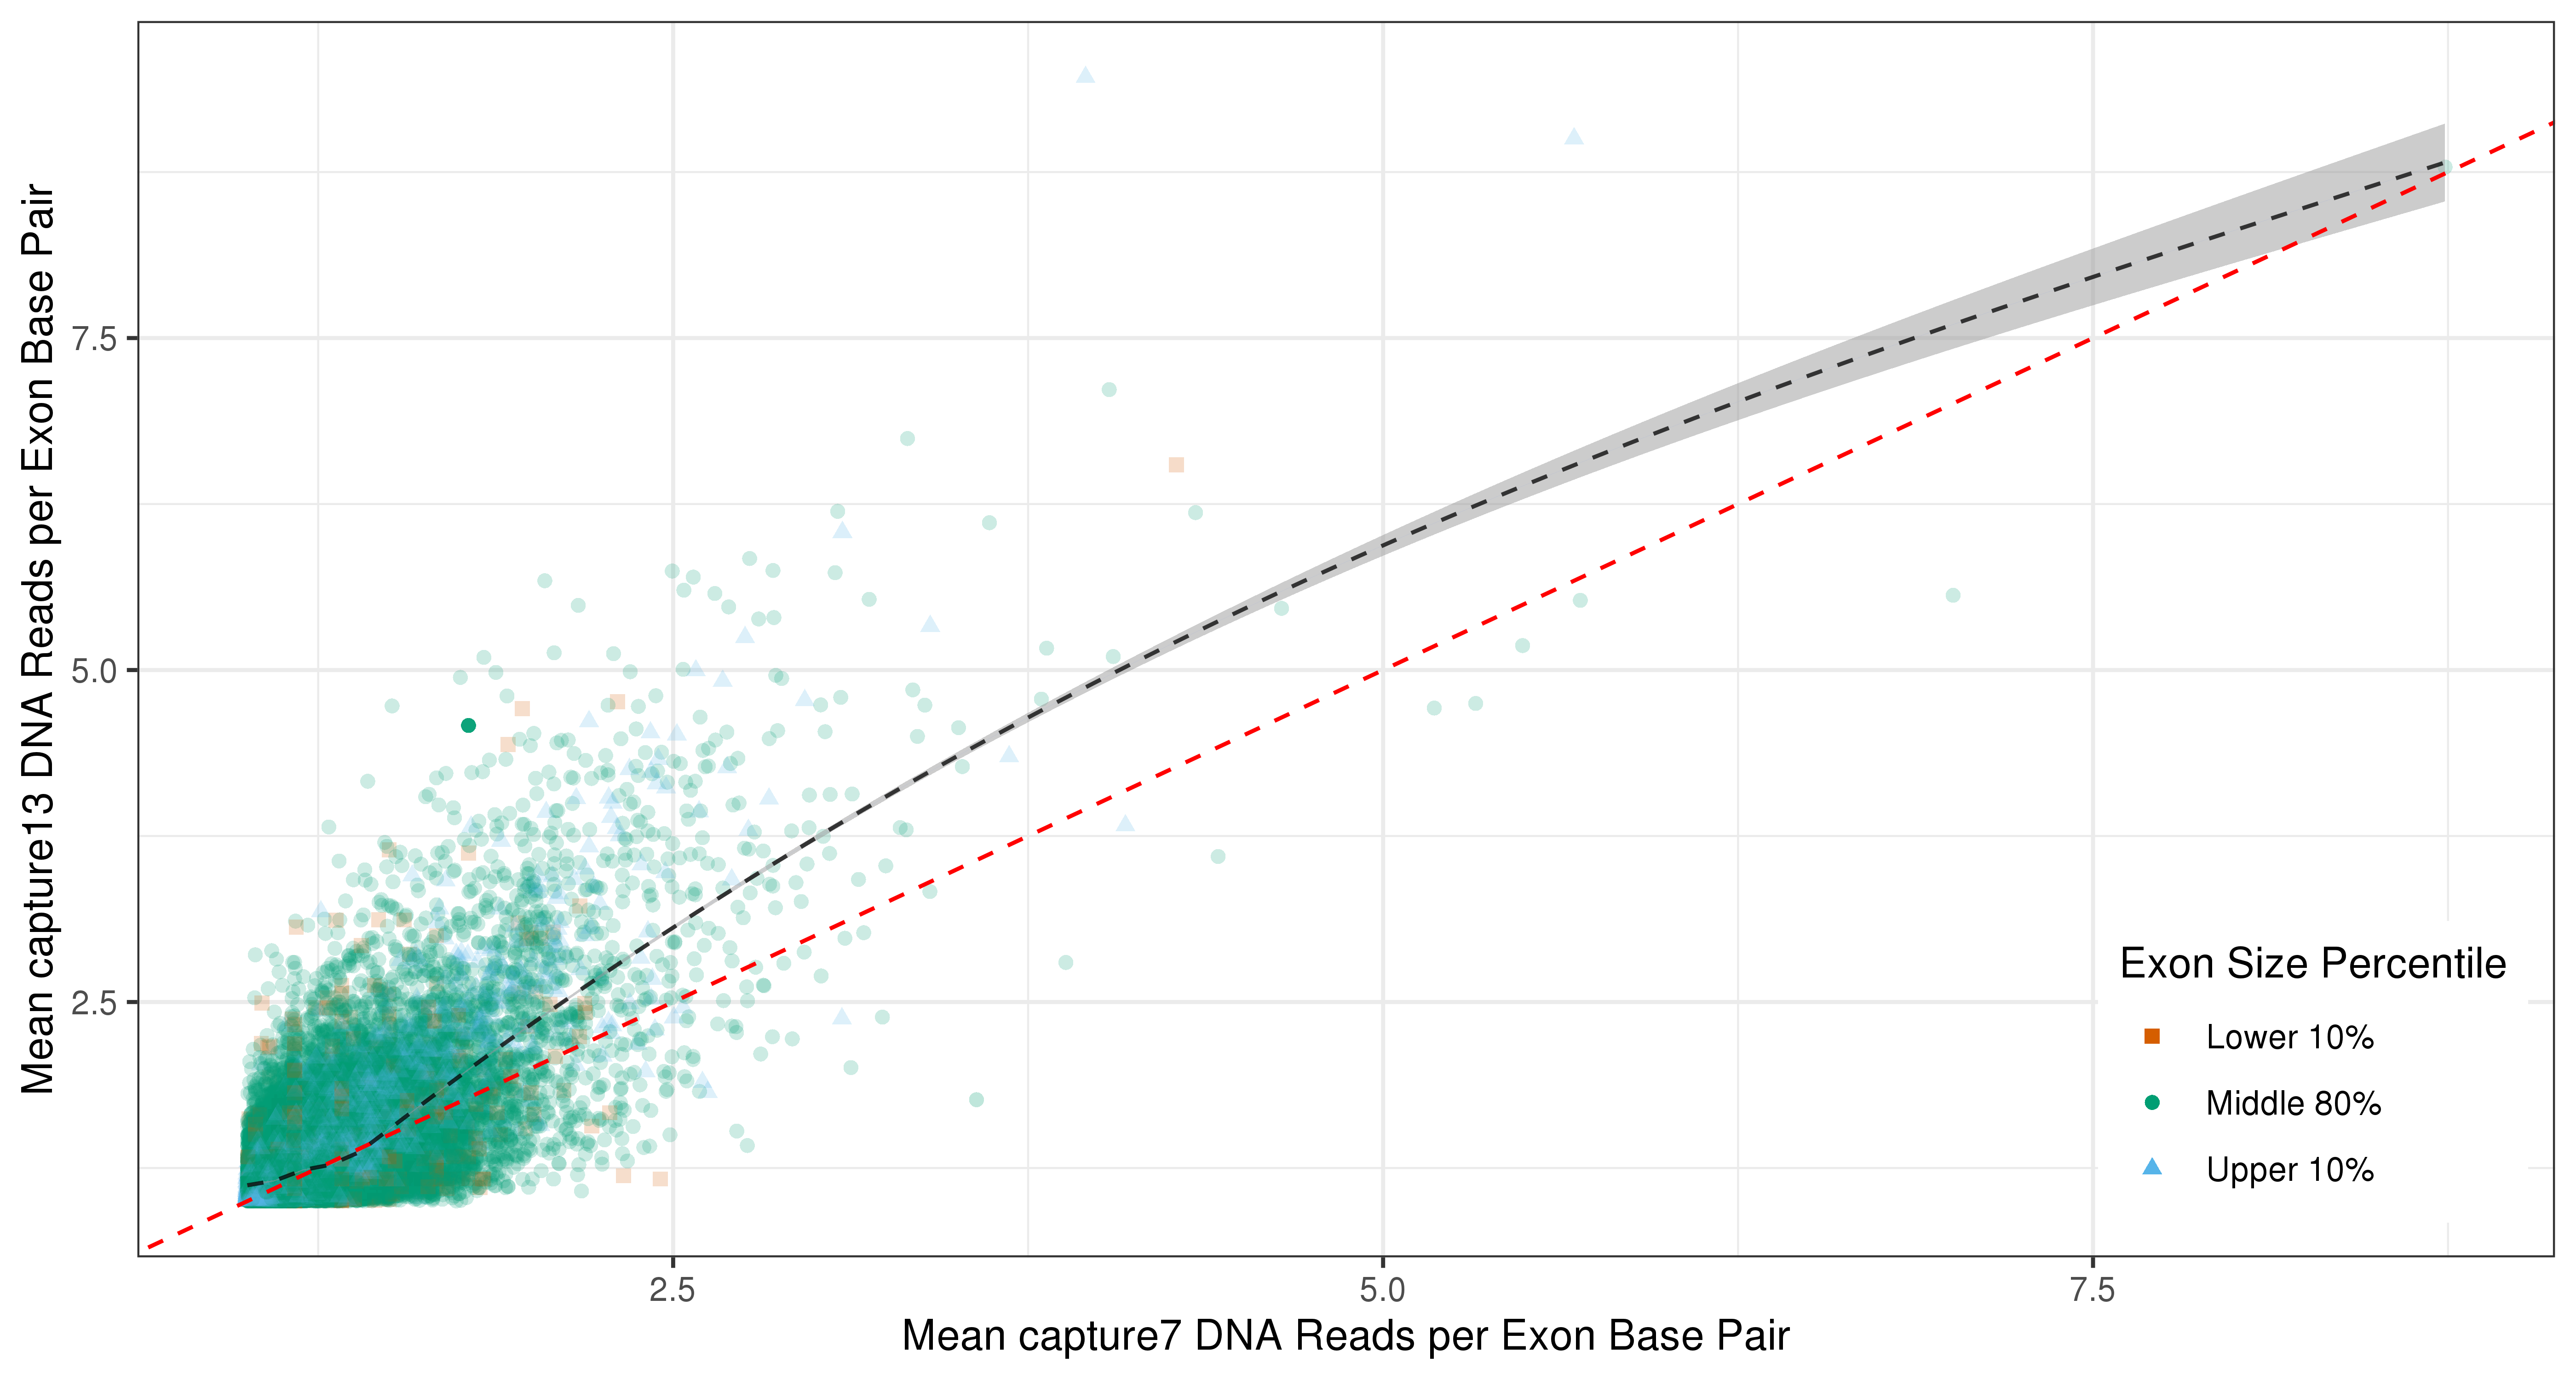 Mean capture13 DNA Reads per Exon Base Pair
7.5
5.0
2.5
2.5
5.0
7.5
Mean capture7 DNA Reads per Exon Base Pair
Exon Size Percentile
Lower 10%
Middle 80%
Upper 10%